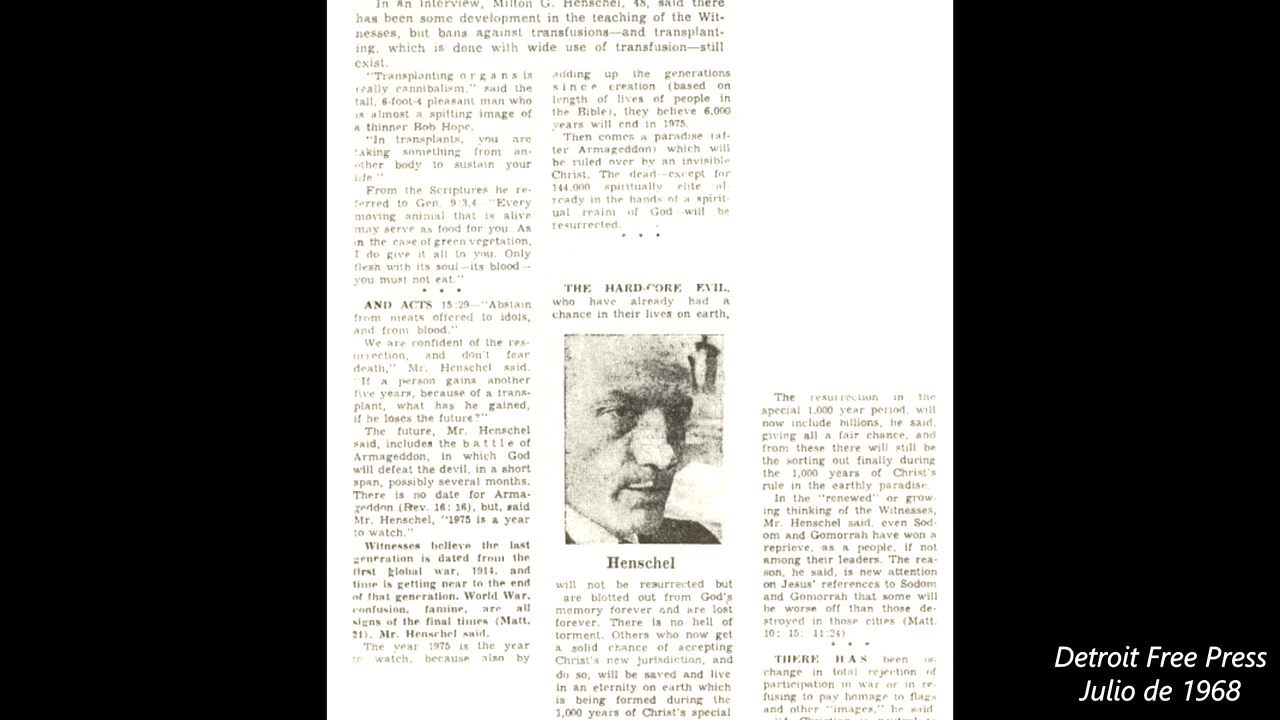 In an interview, Milton G. Henschel, 48, said there
has been some development in the teaching of the Wit-
nesses, but bans against transfusions—and transplant-
ing, which is done with wide use of transfusion—still
exist.
"Transplanting organs is
really cannibalism," said the
tall, 6-foot-4 pleasant man who
is almost a spitting image of
a thinner Bob Hope.
"In transplants, you are
taking something from an-
other body to sustain your
life."
From the Scriptures he re-
ferred to Gen. 9:3,4—"Every
moving animal that is alive
may serve as food for you. As
in the case of green vegetation,
I do give it all to you. Only
flesh with its soul—its blood—
you must not eat."
* * *
AND ACTS 15:29—"Abstain
from meats offered to idols,
and from blood."
We are confident of the res-
urrection, and don't fear
death," Mr. Henschel said.
"If a person gains another
five years, because of a trans-
plant, what has he gained,
if he loses the future?"
The future, Mr. Henschel
said, includes the battle of
Armageddon, in which God
will defeat the devil, in a short
span, possibly several months.
There is no date for Arma-
geddon (Rev. 16: 16), but, said
Mr. Henschel, "1975 is a year
to watch."
Witnesses believe the last
generation is dated from the
first global war, 1914, and
time is getting near to the end
of that generation. World War,
confusion, famine, are all
signs of the final times (Matt.
21), Mr. Henschel said.
The year 1975 is the year
to watch, because also by
adding up the generations
since creation (based on
length of lives of people in
the Bible), they believe 6,000
years will end in 1975.
Then comes a paradise (af-
ter Armageddon) which will
be ruled over by an invisible
Christ. The dead—except for
144,000 spiritually elite al-
ready in the hands of a spirit-
ual realm of God—will be
resurrected.
* * *
THE HARD-CORE EVIL,
who have already had a
chance in their lives on earth,
Henschel
will not be resurrected but
are blotted out from God's
memory forever and are lost
forever. There is no hell of
torment. Others who now get
a solid chance of accepting
Christ's new jurisdiction, and
do so, will be saved and live
in an eternity on earth which
is being formed during the
1,000 years of Christ's special
The resurrection in the
special 1,000 year period, will
now include billions, he said,
giving all a fair chance, and
from these there will still be
the sorting out finally during
the 1,000 years of Christ's
rule in the earthly paradise.
In the "renewed" or grow-
ing thinking of the Witnesses,
Mr. Henschel said, even Sod-
om and Gomorrah have won a
reprieve, as a people, if not
among their leaders. The rea-
son, he said, is new attention
on Jesus' references to Sodom
and Gomorrah that some will
be worse off than those de-
stroyed in those cities (Matt.
10: 15: 11:24)
* * *
THERE HAS been no
change in total rejection of
participation in war or in re-
fusing to pay homage to flags
and other "images," he said.
"A Christian is neutral to
Detroit Free Press
Julio de 1968